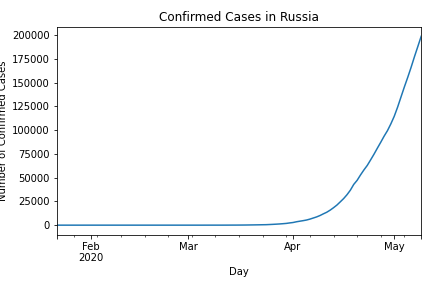 Confirmed Cases in Russia
Number of Confirmed Cases
200000
175000
150000
125000
100000
75000
50000
25000
0
Feb
2020
Mar
Apr
May
Day